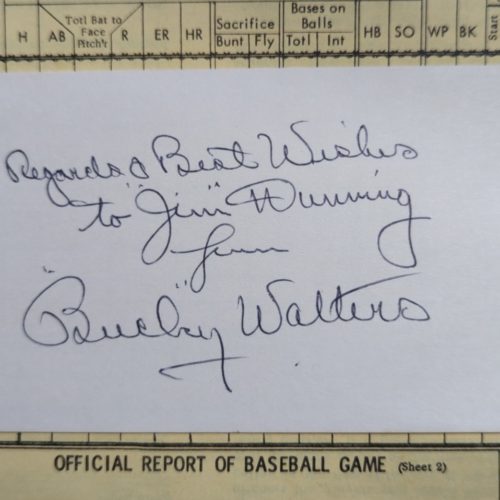 H AB Totl Bat to Face Pitch'r R ER HR Sacrifice Bunt Fly Bases on Balls Totl Int HB SO WP BK Start
Regards & Best Wishes
to "Jim" Dunning
from
"Bucky" Walters
OFFICIAL REPORT OF BASEBALL GAME (Sheet 2)